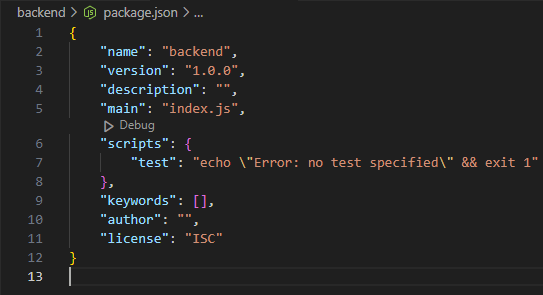 backend > package.json > ...
1 {
2 "name": "backend",
3 "version": "1.0.0",
4 "description": "",
5 "main": "index.js",
Debug
6 "scripts": {
7 "test": "echo \"Error: no test specified\" && exit 1"
8 },
9 "keywords": [],
10 "author": "",
11 "license": "ISC"
12 }
13